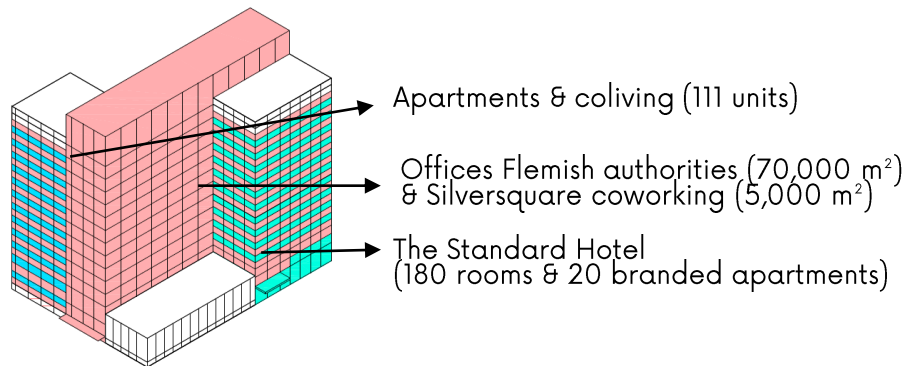 Apartments & coliving (111 units)
Offices Flemish authorities (70,000 m²)
& Silversquare coworking (5,000 m²)
The Standard Hotel
(180 rooms & 20 branded apartments)